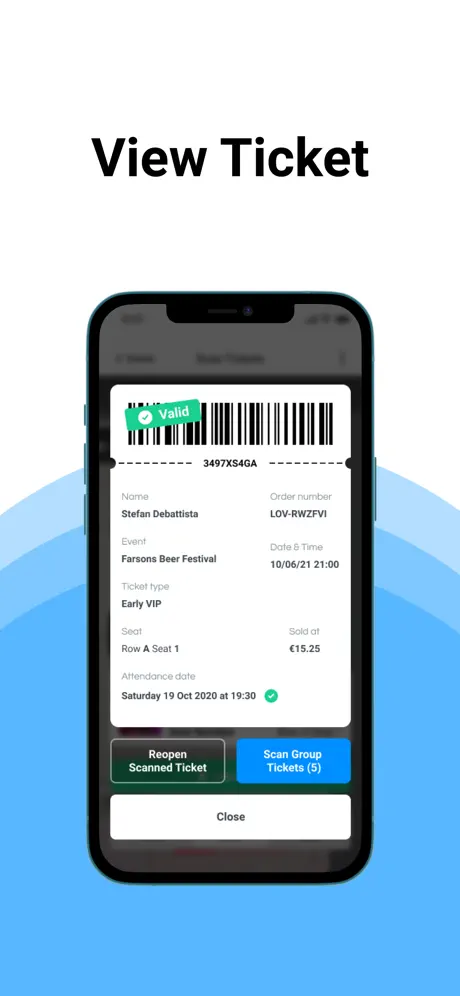 View Ticket
Scan Tickets
Valid
3497XS4GA
Name
Order number
Stefan Debattista
LOV-RWZFVI
Event
Date & Time
Farsons Beer Festival
10/06/21 21:00
Ticket type
Early VIP
Seat
Sold at
Row A Seat 1
€15.25
Attendance date
Saturday 19 Oct 2020 at 19:30
Reopen
Scanned Ticket
Scan Group
Tickets (5)
Close